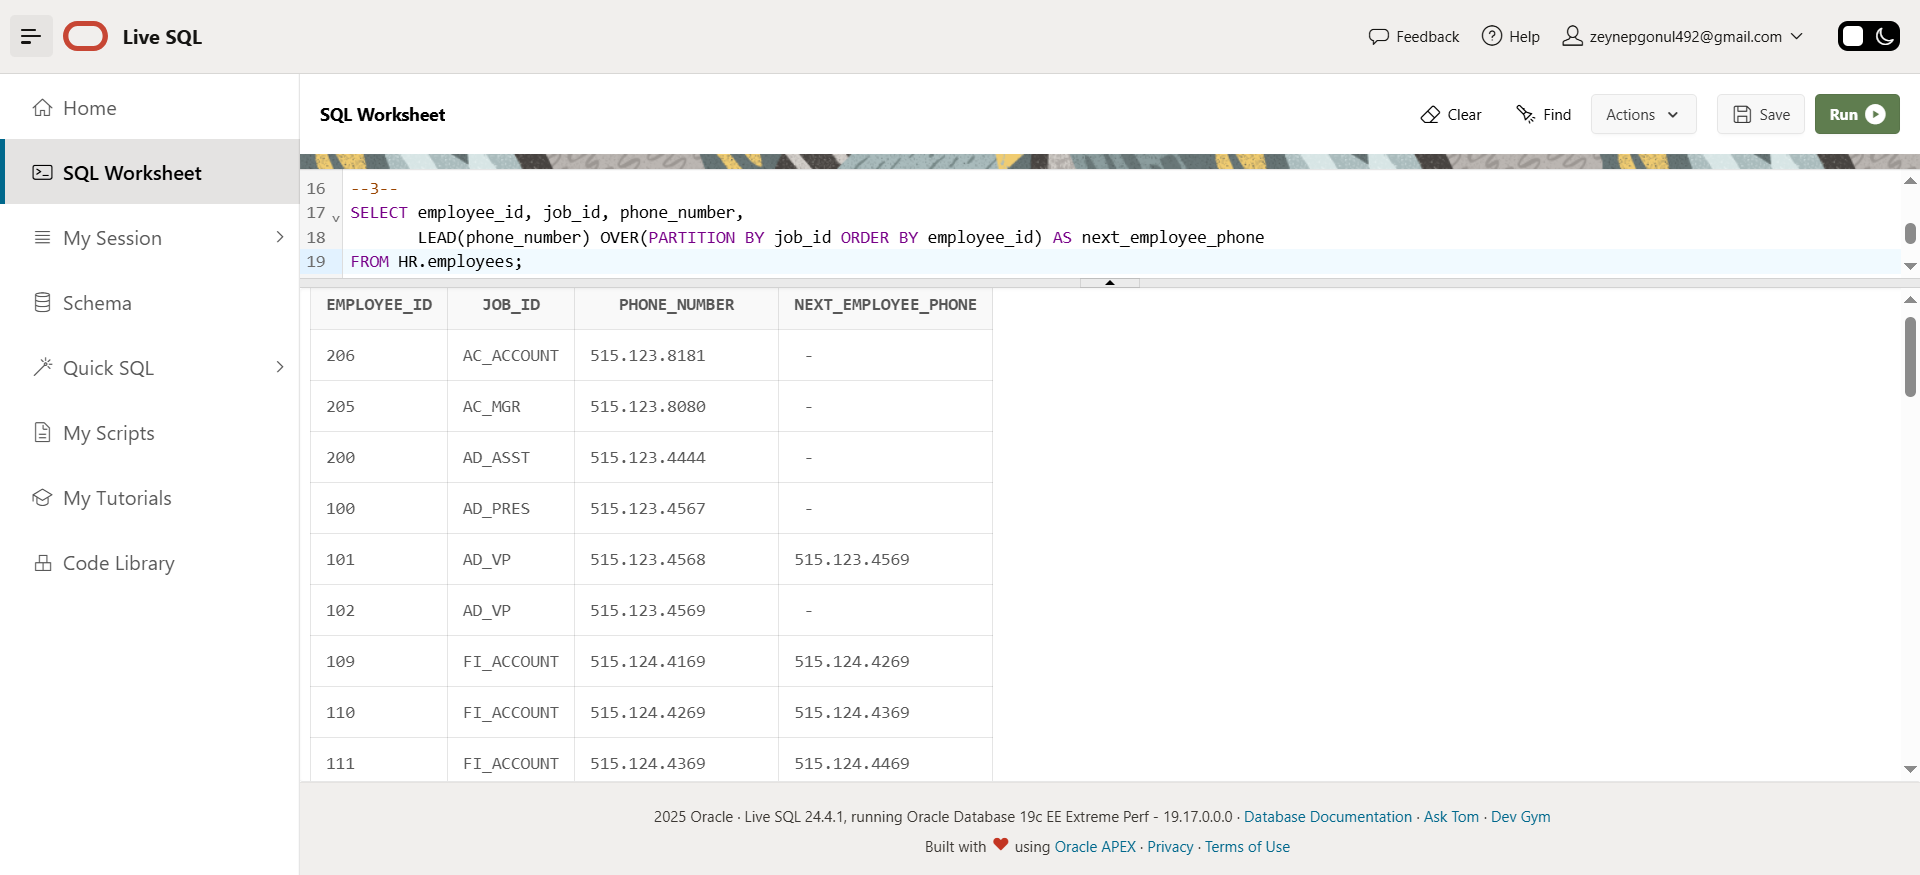 Live SQL
Feedback
Help
zeynepgonul492@gmail.com
Home
SQL Worksheet
My Session
Schema
Quick SQL
My Scripts
My Tutorials
Code Library
SQL Worksheet
Clear
Find
Actions
Save
Run
16 --3--
17 SELECT employee_id, job_id, phone_number,
18 LEAD(phone_number) OVER(PARTITION BY job_id ORDER BY employee_id) AS next_employee_phone
19 FROM HR.employees;
EMPLOYEE_ID JOB_ID PHONE_NUMBER NEXT_EMPLOYEE_PHONE
206 AC_ACCOUNT 515.123.8181 -
205 AC_MGR 515.123.8080 -
200 AD_ASST 515.123.4444 -
100 AD_PRES 515.123.4567 -
101 AD_VP 515.123.4568 515.123.4569
102 AD_VP 515.123.4569 -
109 FI_ACCOUNT 515.124.4169 515.124.4269
110 FI_ACCOUNT 515.124.4269 515.124.4369
111 FI_ACCOUNT 515.124.4369 515.124.4469
2025 Oracle · Live SQL 24.4.1, running Oracle Database 19c EE Extreme Perf - 19.17.0.0.0 · Database Documentation · Ask Tom · Dev Gym
Built with ❤ using Oracle APEX · Privacy · Terms of Use